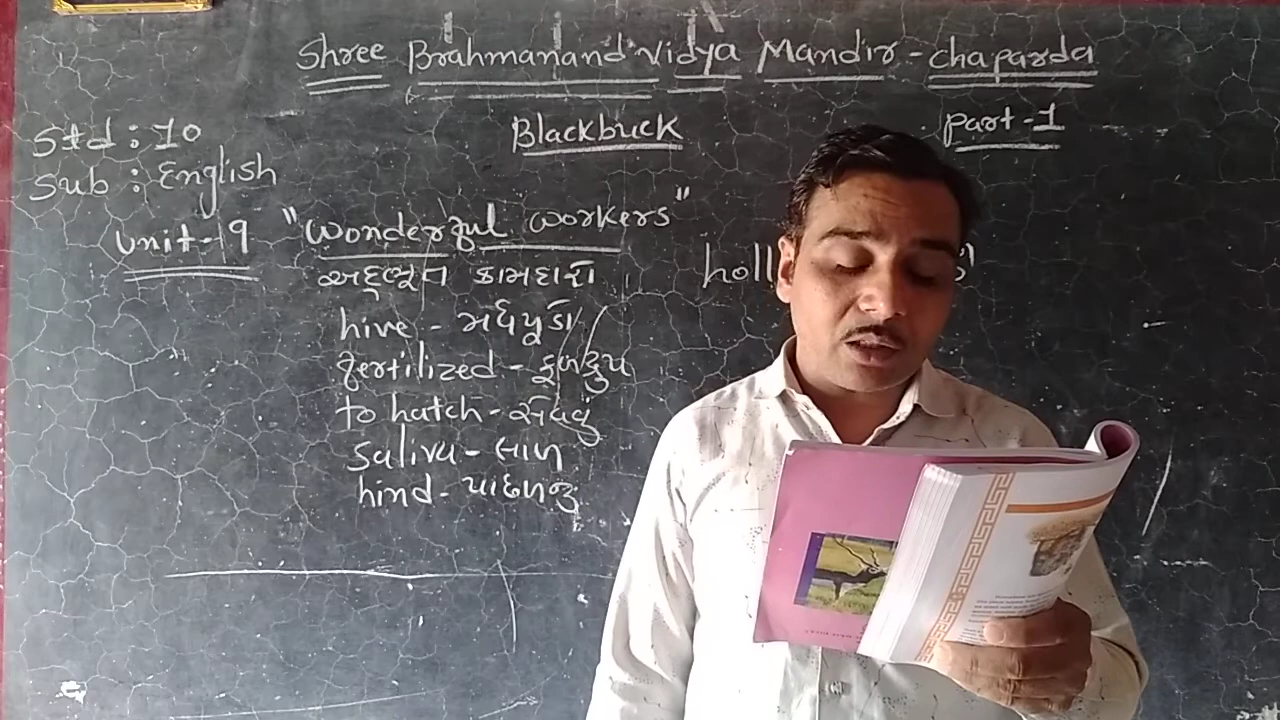 Shree Brahmanand Vidya Mandir - chaparda
Std : 10
Blackbuck
Part-1
Sub : English
Unit-9 "Wonderful workers"
અદ્ભૂત કામદારો
hive - મધપૂડા
fertilized - ફળદ્રુપ
to hatch - સેવવું
saliva - લાળ
hind - પાછળનું